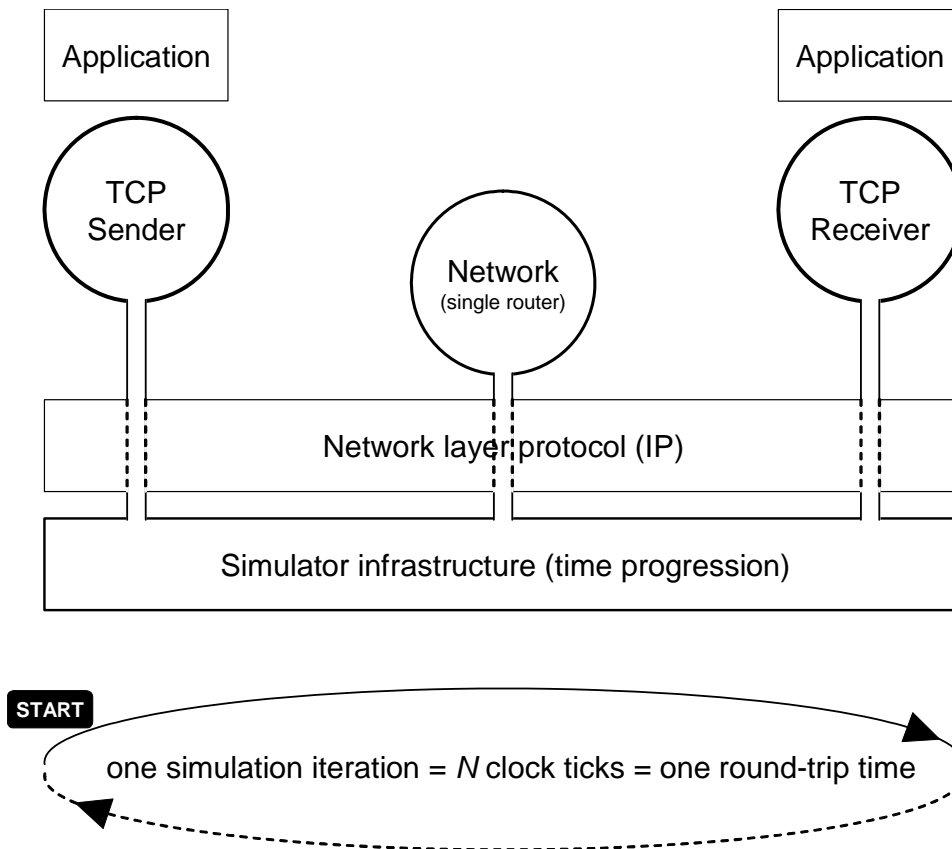 Application
Application
TCP
Sender
TCP
Receiver
Network
(single router)
Network layer protocol (IP)
Simulator infrastructure (time progression)
START
one simulation iteration = N clock ticks = one round-trip time